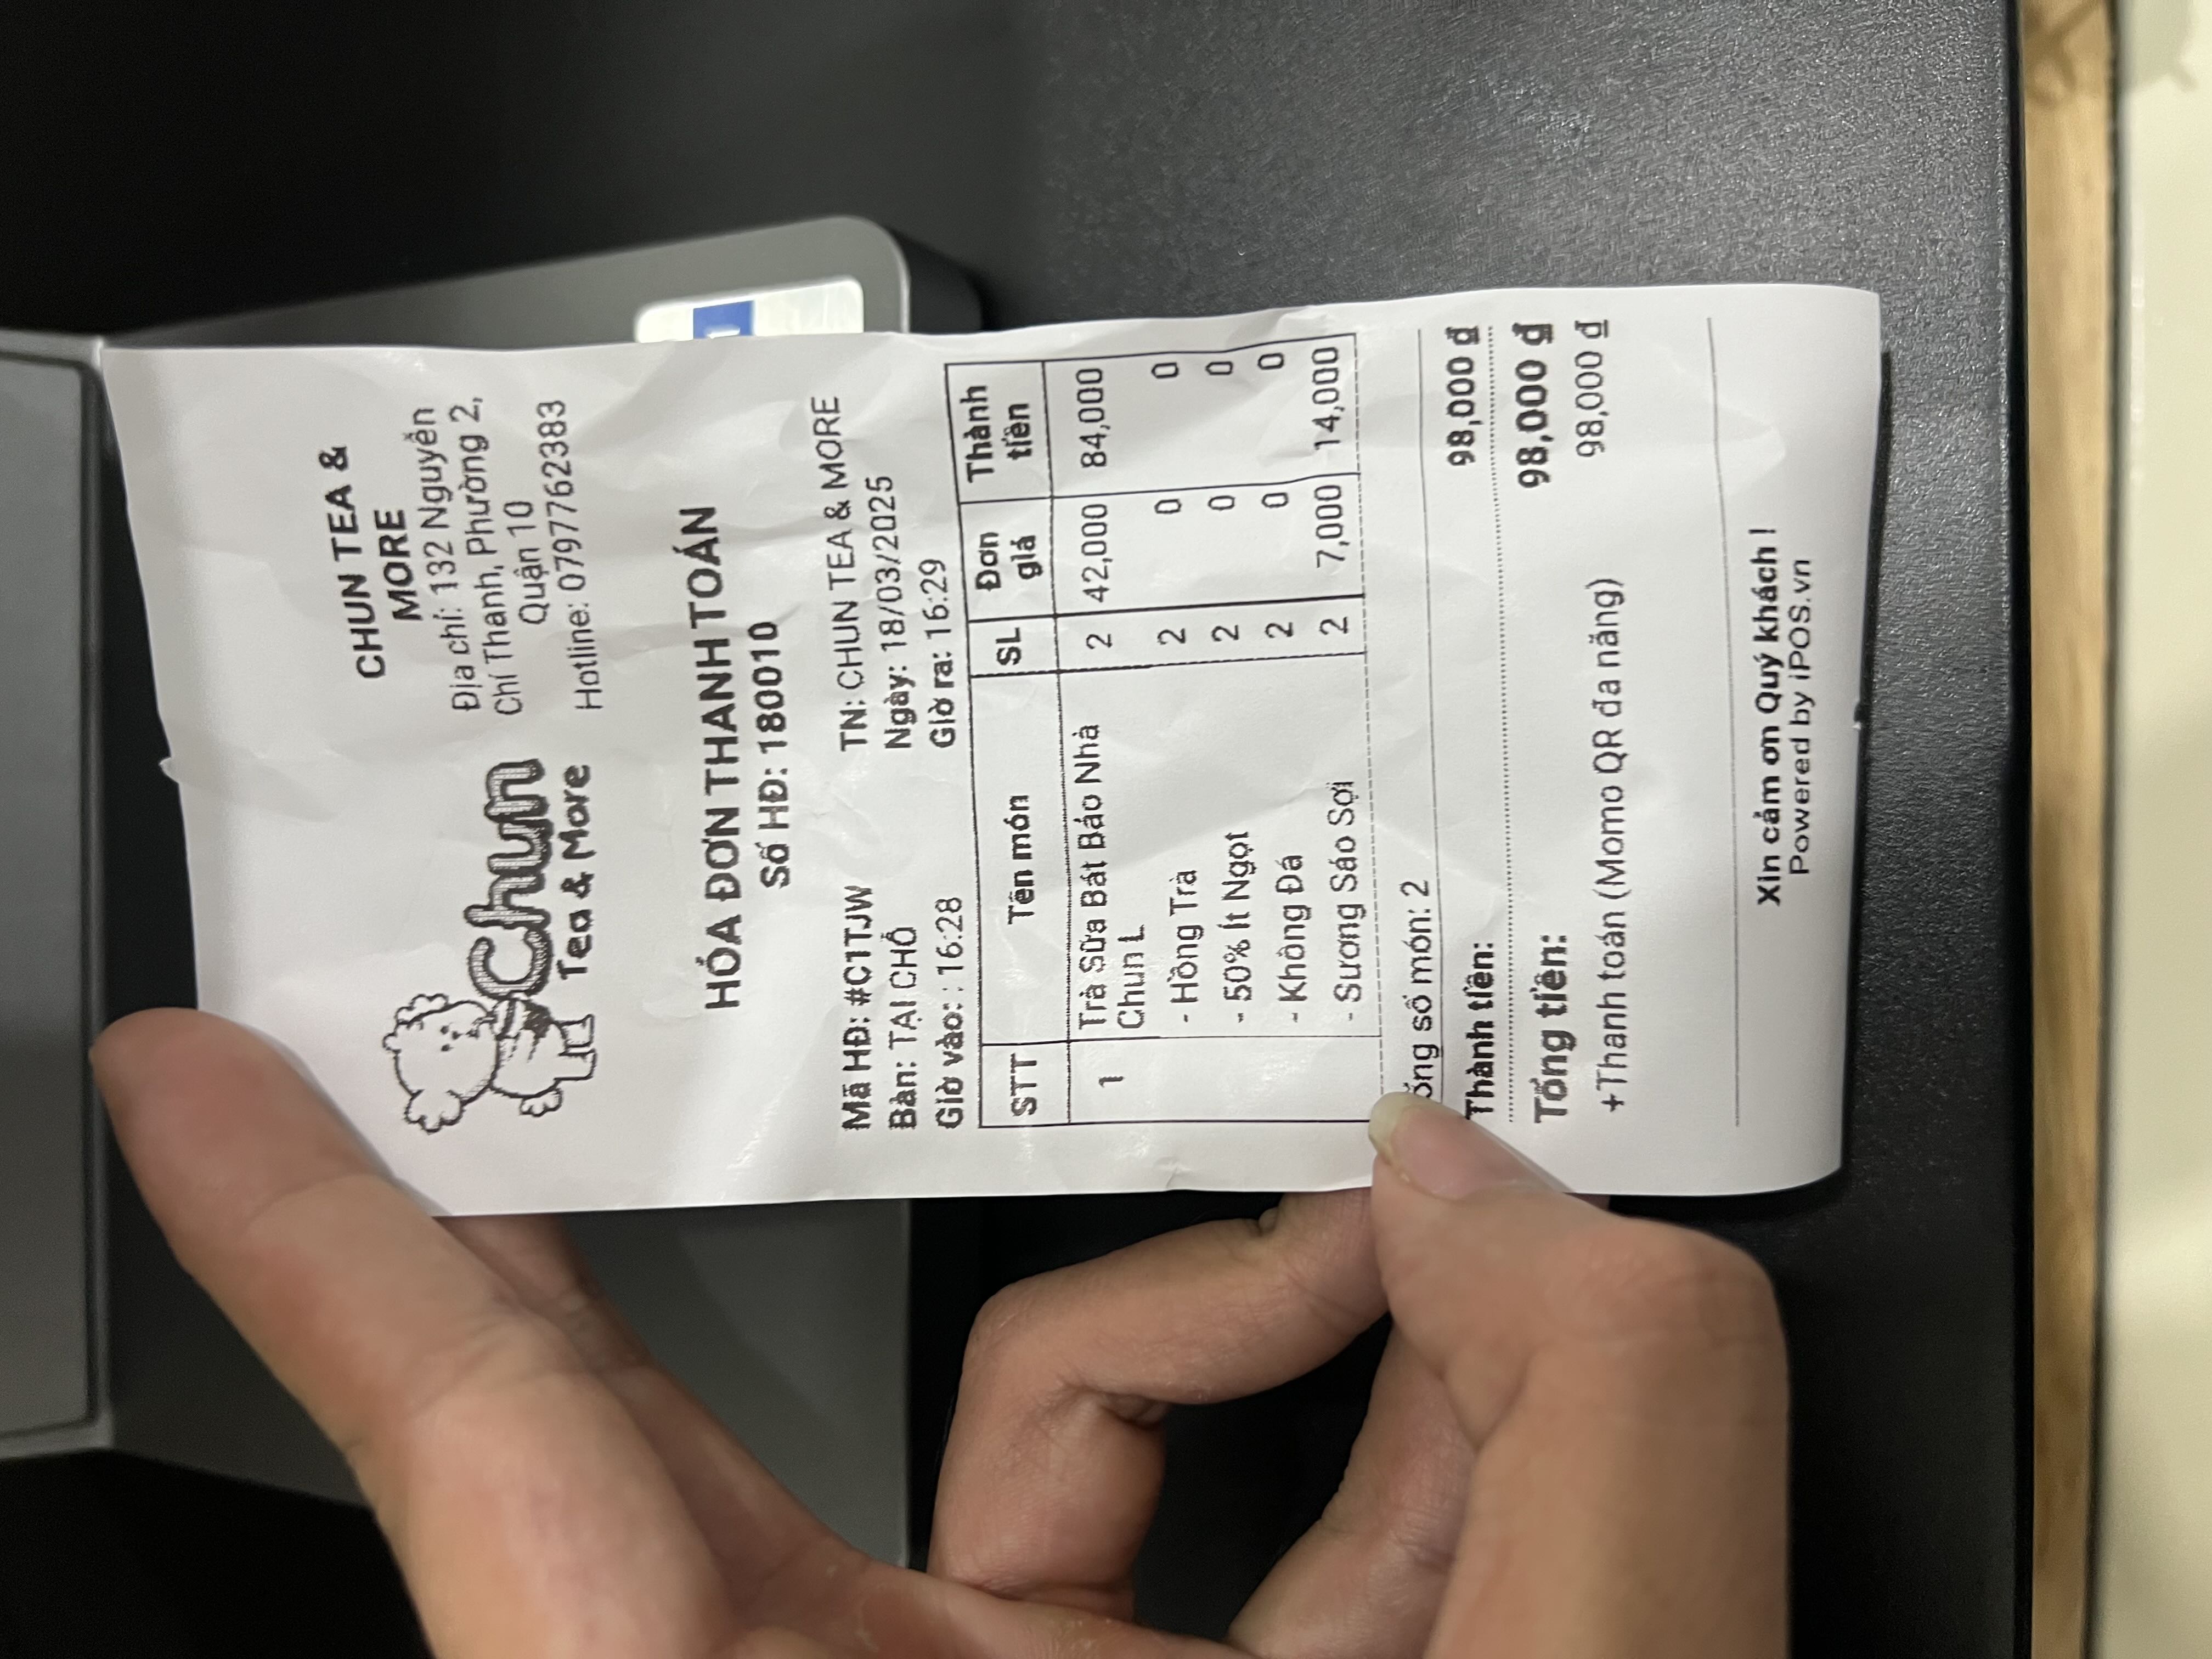 Chun
Tea & More
CHUN TEA &
MORE
Địa chỉ: 132 Nguyễn
Chí Thanh, Phường 2,
Quận 10
Hotline: 0797762383
HÓA ĐƠN THANH TOÁN
Số HĐ: 180010
Mã HĐ: #C1TJW TN: CHUN TEA & MORE
Bàn: TẠI CHỖ Ngày: 18/03/2025
Giờ vào: : 16:28 Giờ ra: 16:29
STT Tên món SL Đơn giá Thành tiền
1 Trà Sữa Bát Bảo Nhà 2 42,000 84,000
Chun L
- Hồng Trà 2 0 0
- 50% Ít Ngọt 2 0 0
- Không Đá 2 0 0
- Sương Sáo Sợi 2 7,000 14,000
ổng số món: 2
Thành tiền: 98,000 đ
Tổng tiền: 98,000 đ
+Thanh toán (Momo QR đa năng) 98,000 đ
Xin cảm ơn Quý khách !
Powered by iPOS.vn